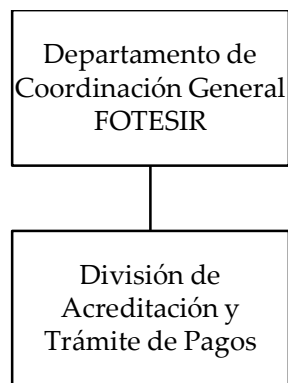 Departamento de
Coordinación General
FOTESIR
División de
Acreditación y
Trámite de Pagos